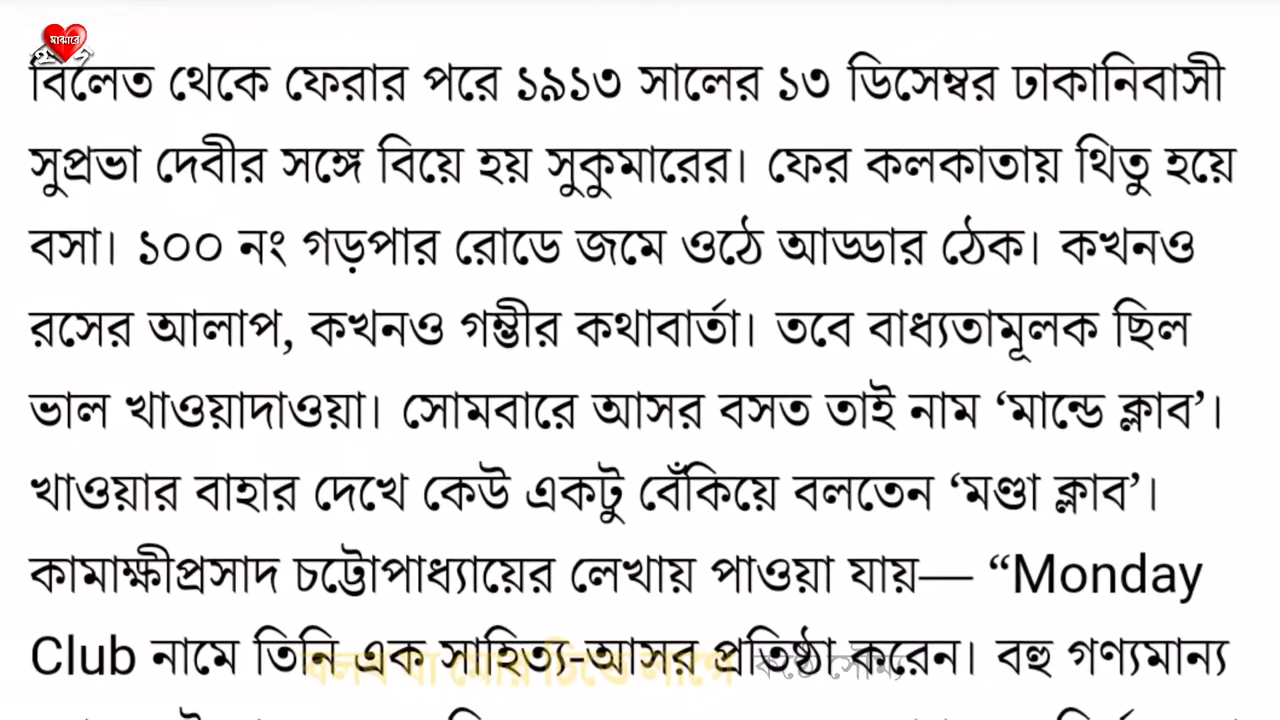 মাঝারে
বিলেত থেকে ফেরার পরে ১৯১৩ সালের ১৩ ডিসেম্বর ঢাকানিবাসী
সুপ্রভা দেবীর সঙ্গে বিয়ে হয় সুকুমারের। ফের কলকাতায় থিতু হয়ে
বসা। ১০০ নং গড়পার রোডে জমে ওঠে আড্ডার ঠেক। কখনও
রসের আলাপ, কখনও গম্ভীর কথাবার্তা। তবে বাধ্যতামূলক ছিল
ভাল খাওয়াদাওয়া। সোমবারে আসর বসত তাই নাম ‘মান্ডে ক্লাব’।
খাওয়ার বাহার দেখে কেউ একটু বেঁকিয়ে বলতেন ‘মণ্ডা ক্লাব’।
কামাক্ষীপ্রসাদ চট্টোপাধ্যায়ের লেখায় পাওয়া যায়— “Monday
Club নামে তিনি এক সাহিত্য-আসর প্রতিষ্ঠা করেন। বহু গণ্যমান্য